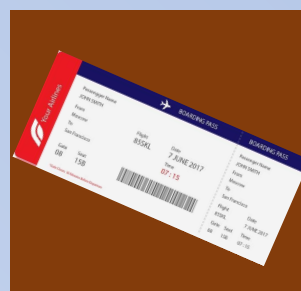 Your Airlines
BOARDING PASS
Passenger Name
JOHN SMITH
From
Moscow
To
San Francisco
Flight
Date
7 JUNE 2017
Time
07:15
Gate
Seat
08
15B
BOARDING PASS
Passenger Name
JOHN SMITH
From
Moscow
To
San Francisco
Flight
Date
7 JUNE 2017
Gate
Seat
Time
08
15B
07:15